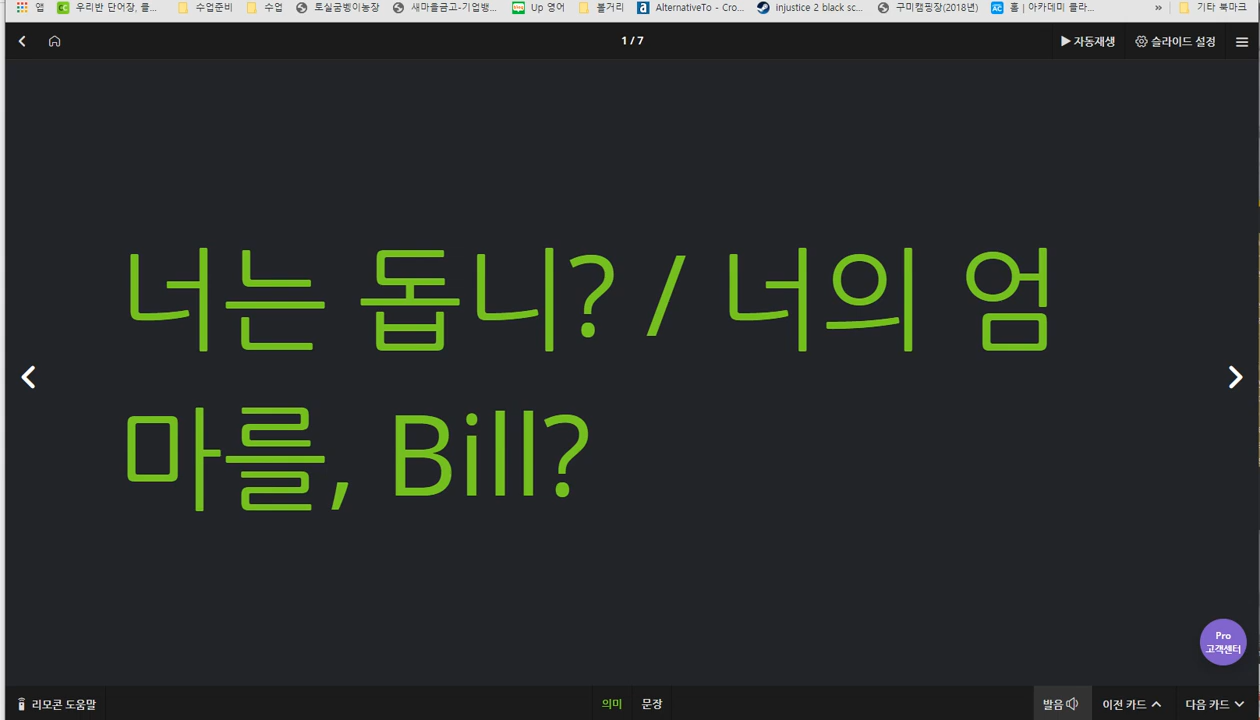 앱 우리반 단어장, 클... 수업준비 수업 토실굼벵이농장 새마을금고-기업뱅... Up 영어 볼거리 AlternativeTo - Cro... injustice 2 black sc... 구미캠핑장(2018년) 홈 | 아카데미 클라... » 기타 북마크
1 / 7 자동재생 슬라이드 설정
너는 돕니? / 너의 엄
마를, Bill?
Pro
고객센터
리모콘 도움말 의미 문장 발음 이전 카드 다음 카드